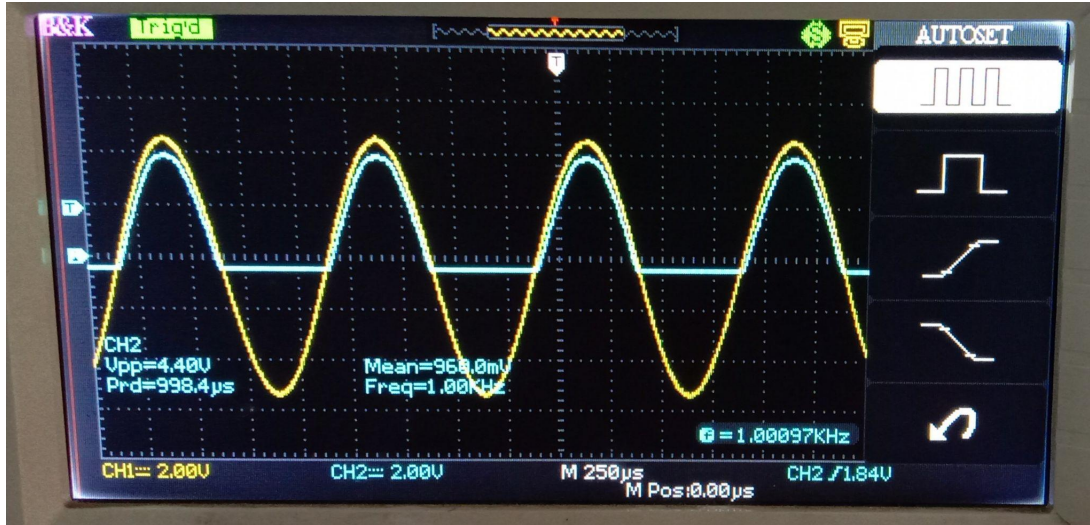 B&K Trig'd AUTOSET
T
T
CH2
Vpp=4.40V Mean=960.0mV
Prd=998.4µs Freq=1.00KHz
f=1.00097KHz
CH1 2.00V CH2 2.00V M 250µs CH2 /1.84V
M Pos:0.00µs